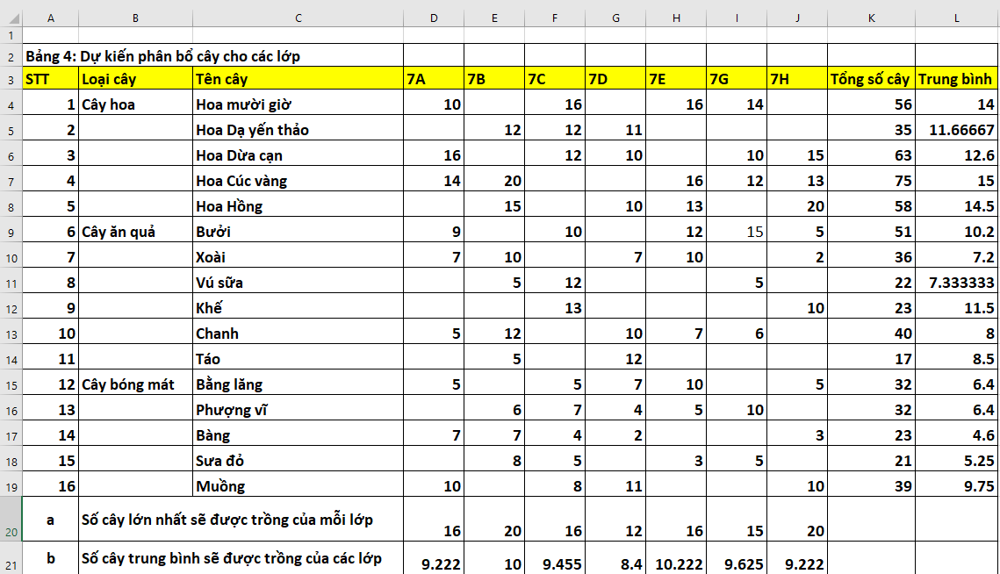 A B C D E F G H I J K L
1
2 Bảng 4: Dự kiến phân bổ cây cho các lớp
3 STT Loại cây Tên cây 7A 7B 7C 7D 7E 7G 7H Tổng số cây Trung bình
4 1 Cây hoa Hoa mười giờ 10 16 16 14 56 14
5 2 Hoa Dạ yến thảo 12 12 11 35 11.66667
6 3 Hoa Dừa cạn 16 12 10 10 15 63 12.6
7 4 Hoa Cúc vàng 14 20 16 12 13 75 15
8 5 Hoa Hồng 15 10 13 20 58 14.5
9 6 Cây ăn quả Bưởi 9 10 12 15 5 51 10.2
10 7 Xoài 7 10 7 10 2 36 7.2
11 8 Vú sữa 5 12 5 22 7.333333
12 9 Khế 13 10 23 11.5
13 10 Chanh 5 12 10 7 6 40 8
14 11 Táo 5 12 17 8.5
15 12 Cây bóng mát Bằng lăng 5 5 7 10 5 32 6.4
16 13 Phượng vĩ 6 7 4 5 10 32 6.4
17 14 Bàng 7 7 4 2 3 23 4.6
18 15 Sưa đỏ 8 5 3 5 21 5.25
19 16 Muồng 10 8 11 10 39 9.75
20 a Số cây lớn nhất sẽ được trồng của mỗi lớp 16 20 16 12 16 15 20
21 b Số cây trung bình sẽ được trồng của các lớp 9.222 10 9.455 8.4 10.222 9.625 9.222